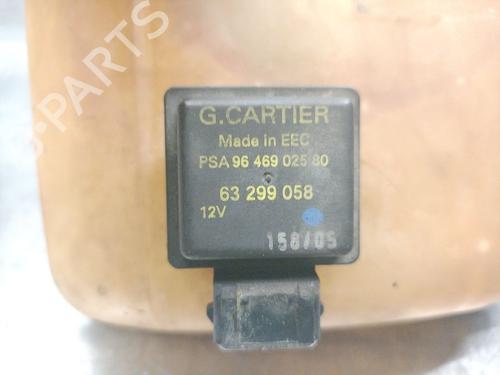 G.CARTIER
Made in EEC
PSA 96 469 025 80
63 299 058
12V
158/05
B-PARTS